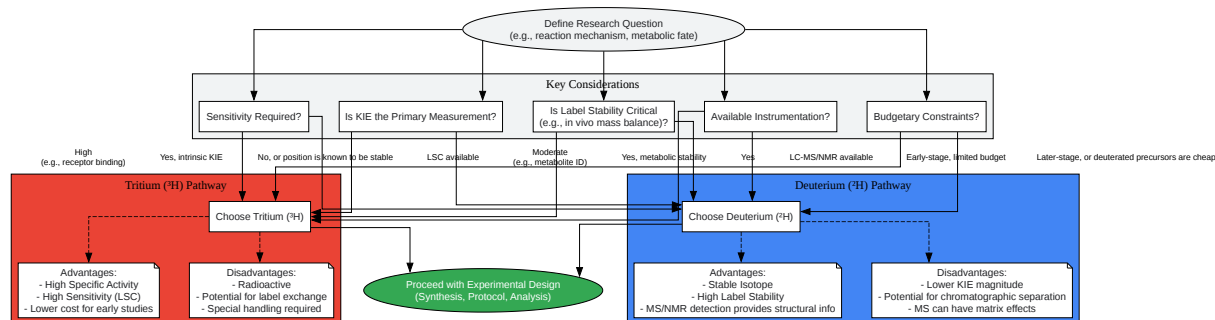 Define Research Question
(e.g., reaction mechanism, metabolic fate)
Key Considerations
Sensitivity Required?
Is KIE the Primary Measurement?
Is Label Stability Critical
(e.g., in vivo mass balance)?
Available Instrumentation?
Budgetary Constraints?
High
(e.g., receptor binding)
Yes, intrinsic KIE
No, or position is known to be stable
LSC available
Moderate
(e.g., metabolite ID)
Yes, metabolic stability
Yes
LC-MS/NMR available
Early-stage, limited budget
Later-stage, or deuterated precursors are cheap
Tritium (³H) Pathway
Choose Tritium (³H)
Advantages:
- High Specific Activity
- High Sensitivity (LSC)
- Lower cost for early studies
Disadvantages:
- Radioactive
- Potential for label exchange
- Special handling required
Proceed with Experimental Design
(Synthesis, Protocol, Analysis)
Deuterium (²H) Pathway
Choose Deuterium (²H)
Advantages:
- Stable Isotope
- High Label Stability
- MS/NMR detection provides structural info
Disadvantages:
- Lower KIE magnitude
- Potential for chromatographic separation
- MS can have matrix effects